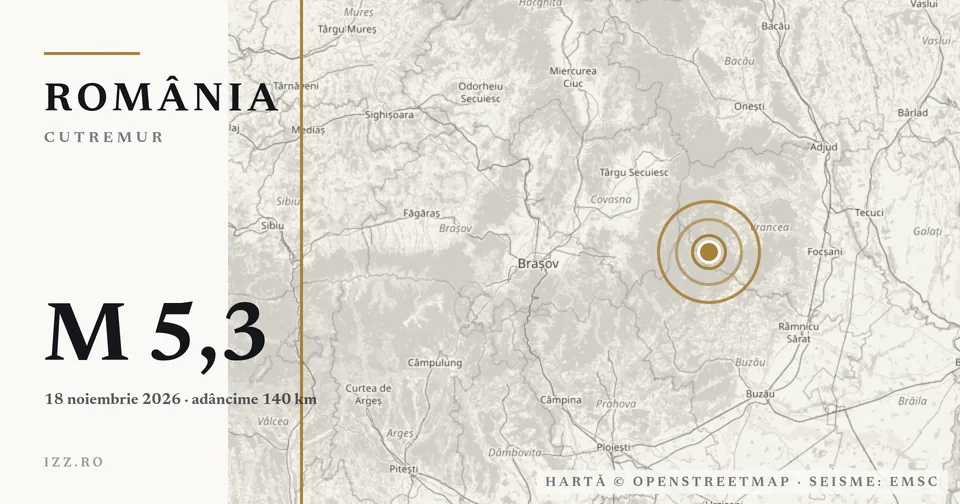 ROMÂNIA
CUTREMUR
M 5,3
18 noiembrie 2026 · adâncime 140 km
IZZ.RO
Harghita
Vaslui
Mureș
Târgu Mureș
Bacău
Vaslui
Miercurea
Ciuc
Bacău
Târnăveni
Odorheiu
Secuiesc
Onești
Sighișoara
Bârlad
laj
Mediaș
Adjud
Târgu Secuiesc
Sibiu
Covasna
Făgăraș
Tecuci
Sibiu
Brașov
Vrancea
Galați
Brașov
Focșani
Râmnicu
Sărat
Câmpulung
Buzău
Curtea de
Argeș
Buzău
Câmpina
Prahova
Brăila
Vâlcea
Argeș
Ploiești
Dâmbovița
Pitești
HARTĂ © OPENSTREETMAP · SEISME: EMSC